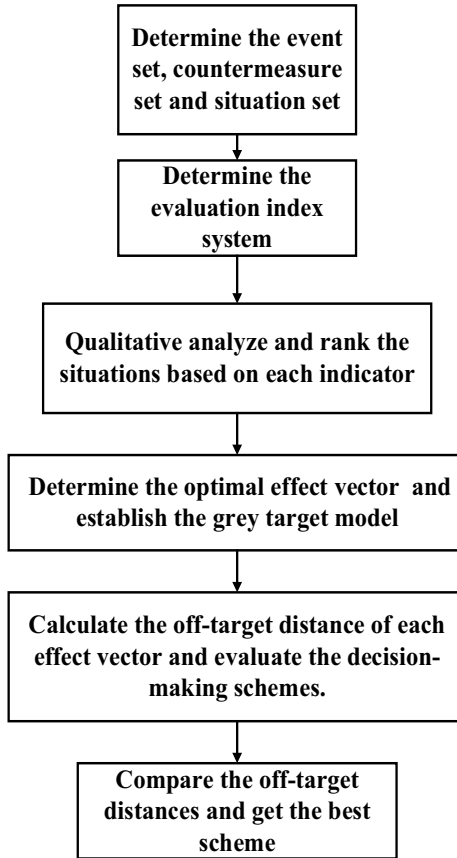 Determine the event
set, countermeasure
set and situation set
Determine the
evaluation index
system
Qualitative analyze and rank the
situations based on each indicator
Determine the optimal effect vector and
establish the grey target model
Calculate the off-target distance of each
effect vector and evaluate the decision-
making schemes.
Compare the off-target
distances and get the best
scheme